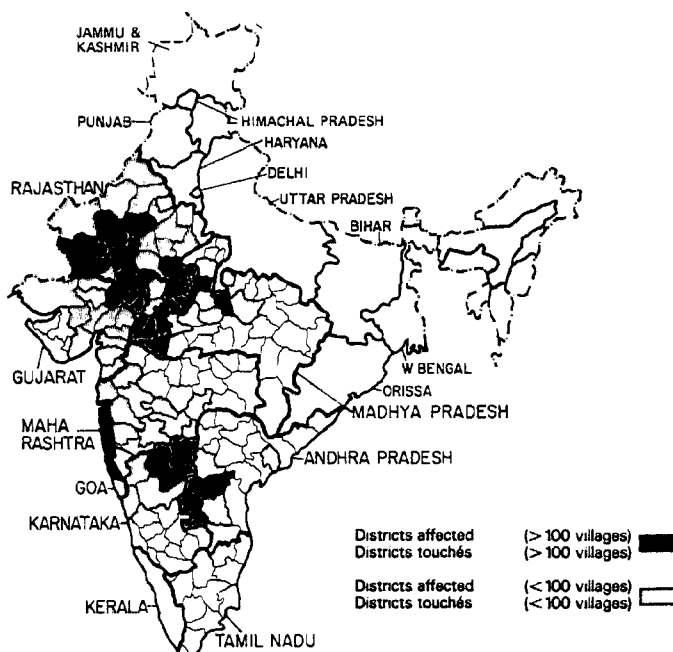 JAMMU &
KASHMIR
PUNJAB
HIMACHAL PRADESH
HARYANA
DELHI
RAJASTHAN
UTTAR PRADESH
BIHAR
GUJARAT
W BENGAL
ORISSA
MADHYA PRADESH
MAHA
RASHTRA
ANDHRA PRADESH
GOA
KARNATAKA
KERALA
TAMIL NADU
Districts affected (> 100 villages)
Districts touchés (> 100 villages)
Districts affected (< 100 villages)
Districts touchés (< 100 villages)